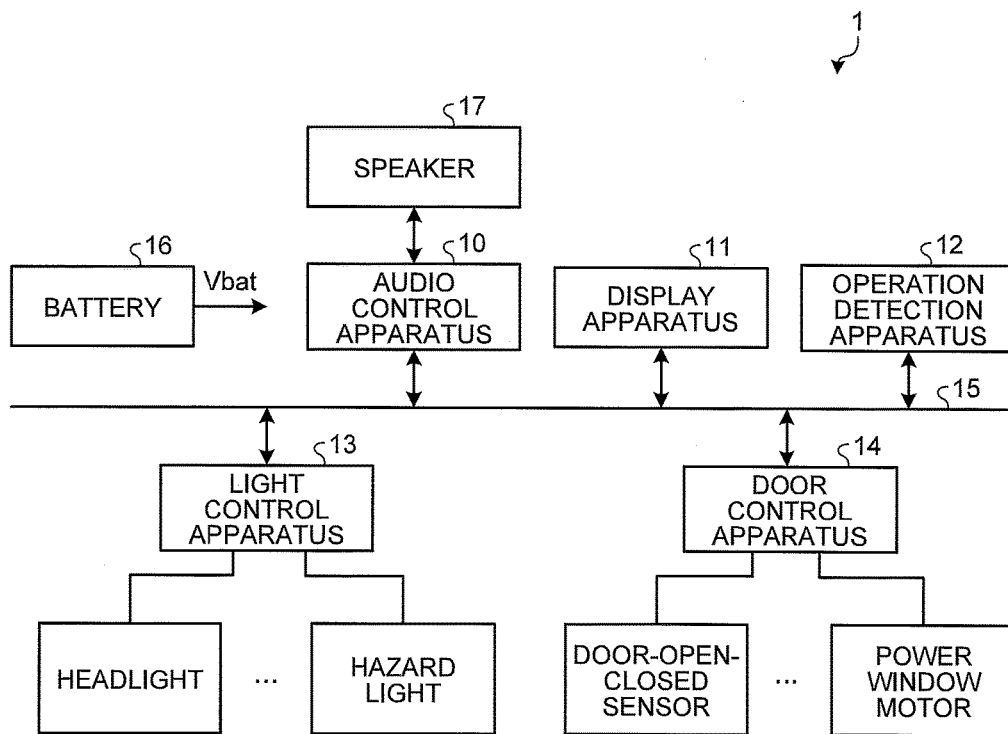 1
17
SPEAKER
16
BATTERY
Vbat
10
AUDIO
CONTROL
APPARATUS
11
DISPLAY
APPARATUS
12
OPERATION
DETECTION
APPARATUS
15
13
LIGHT
CONTROL
APPARATUS
14
DOOR
CONTROL
APPARATUS
HEADLIGHT
...
HAZARD
LIGHT
DOOR-OPEN-
CLOSED
SENSOR
...
POWER
WINDOW
MOTOR